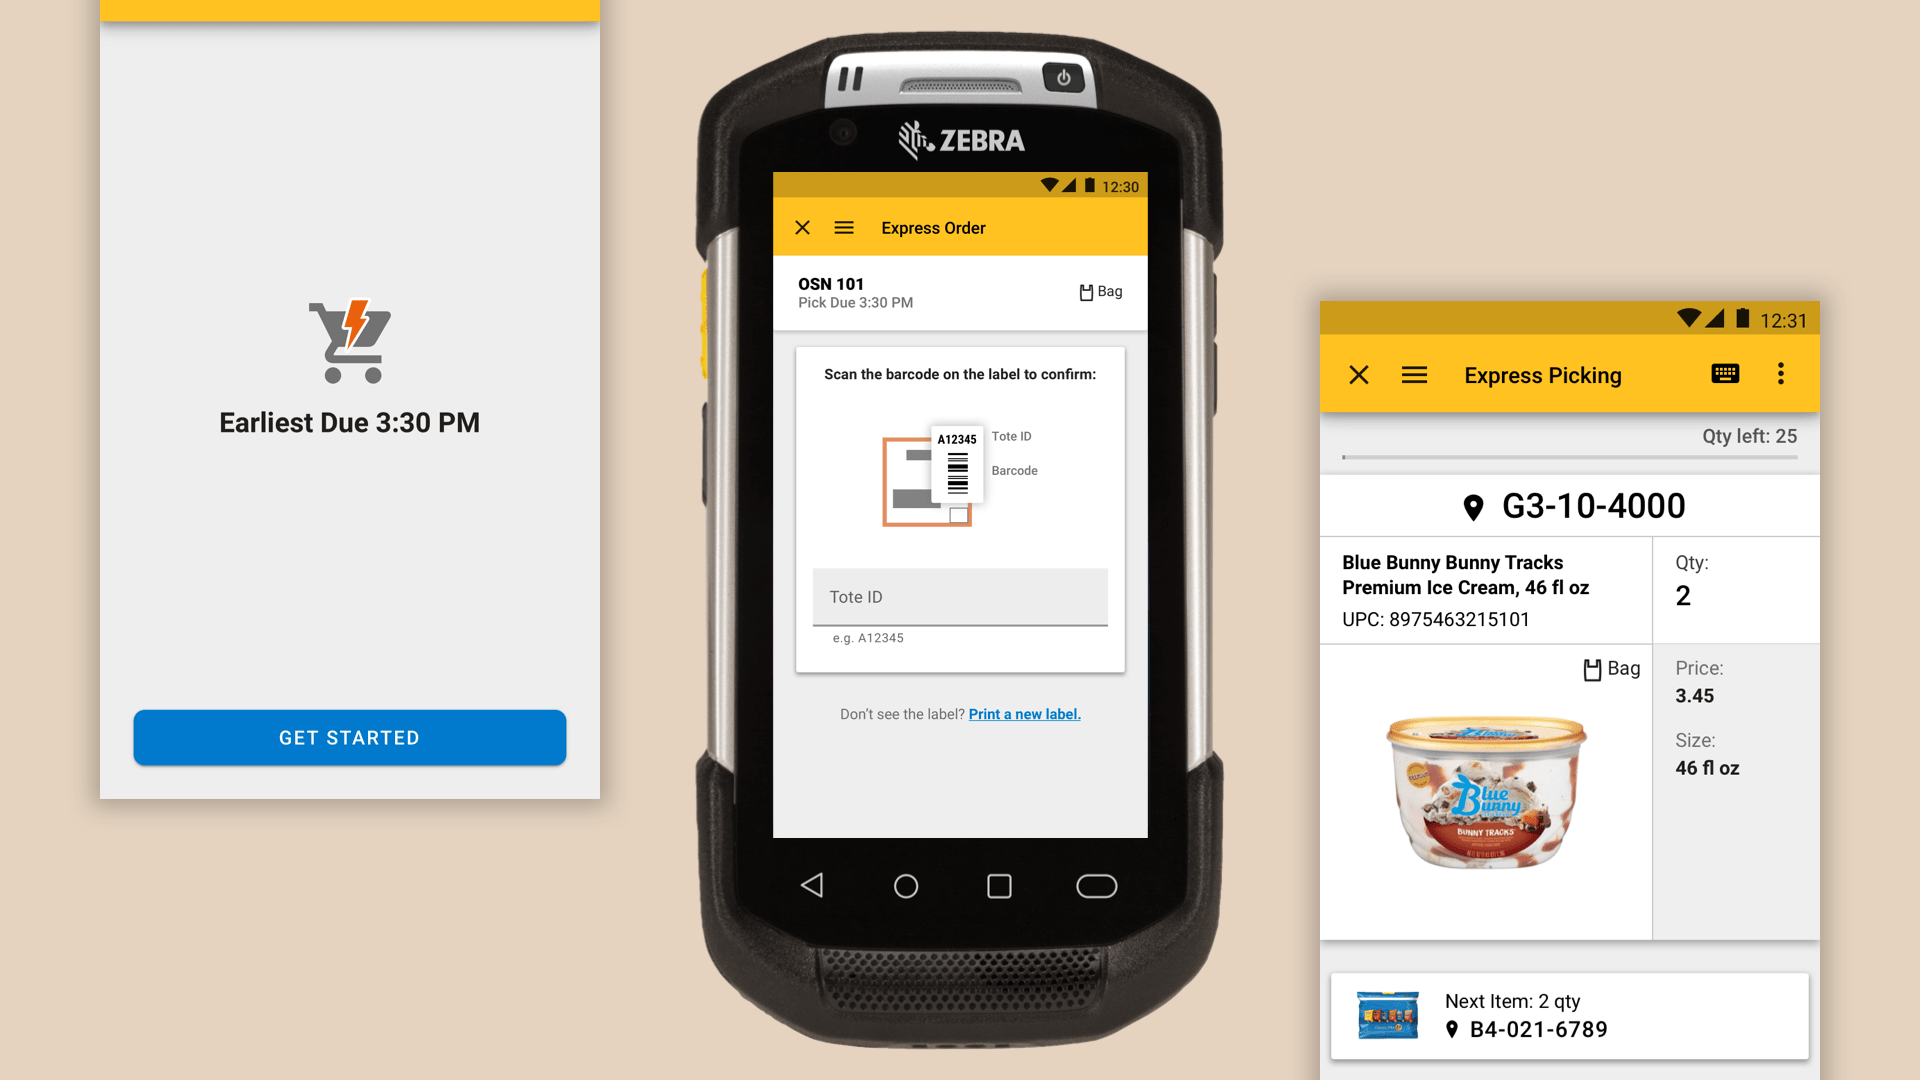 Earliest Due 3:30 PM
GET STARTED
ZEBRA
12:30
Express Order
OSN 101
Pick Due 3:30 PM
Bag
Scan the barcode on the label to confirm:
A12345
Tote ID
Barcode
Tote ID
e.g. A12345
Don't see the label? Print a new label.
12:31
Express Picking
Qty left: 25
G3-10-4000
Blue Bunny Bunny Tracks
Premium Ice Cream, 46 fl oz
UPC: 8975463215101
Qty:
2
Bag
Price:
3.45
Size:
46 fl oz
Blue
Bunny
BUNNY TRACKS
Next Item: 2 qty
B4-021-6789